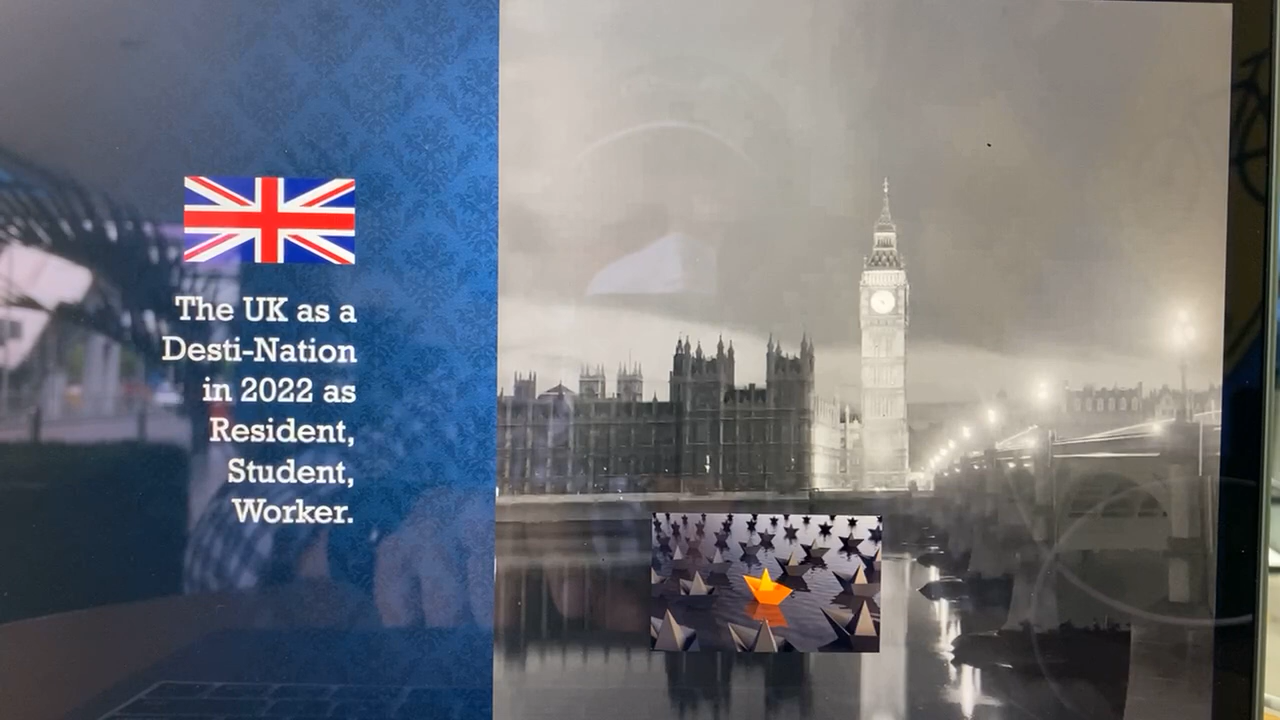 The UK as a
Desti-Nation
in 2022 as
Resident,
Student,
Worker.